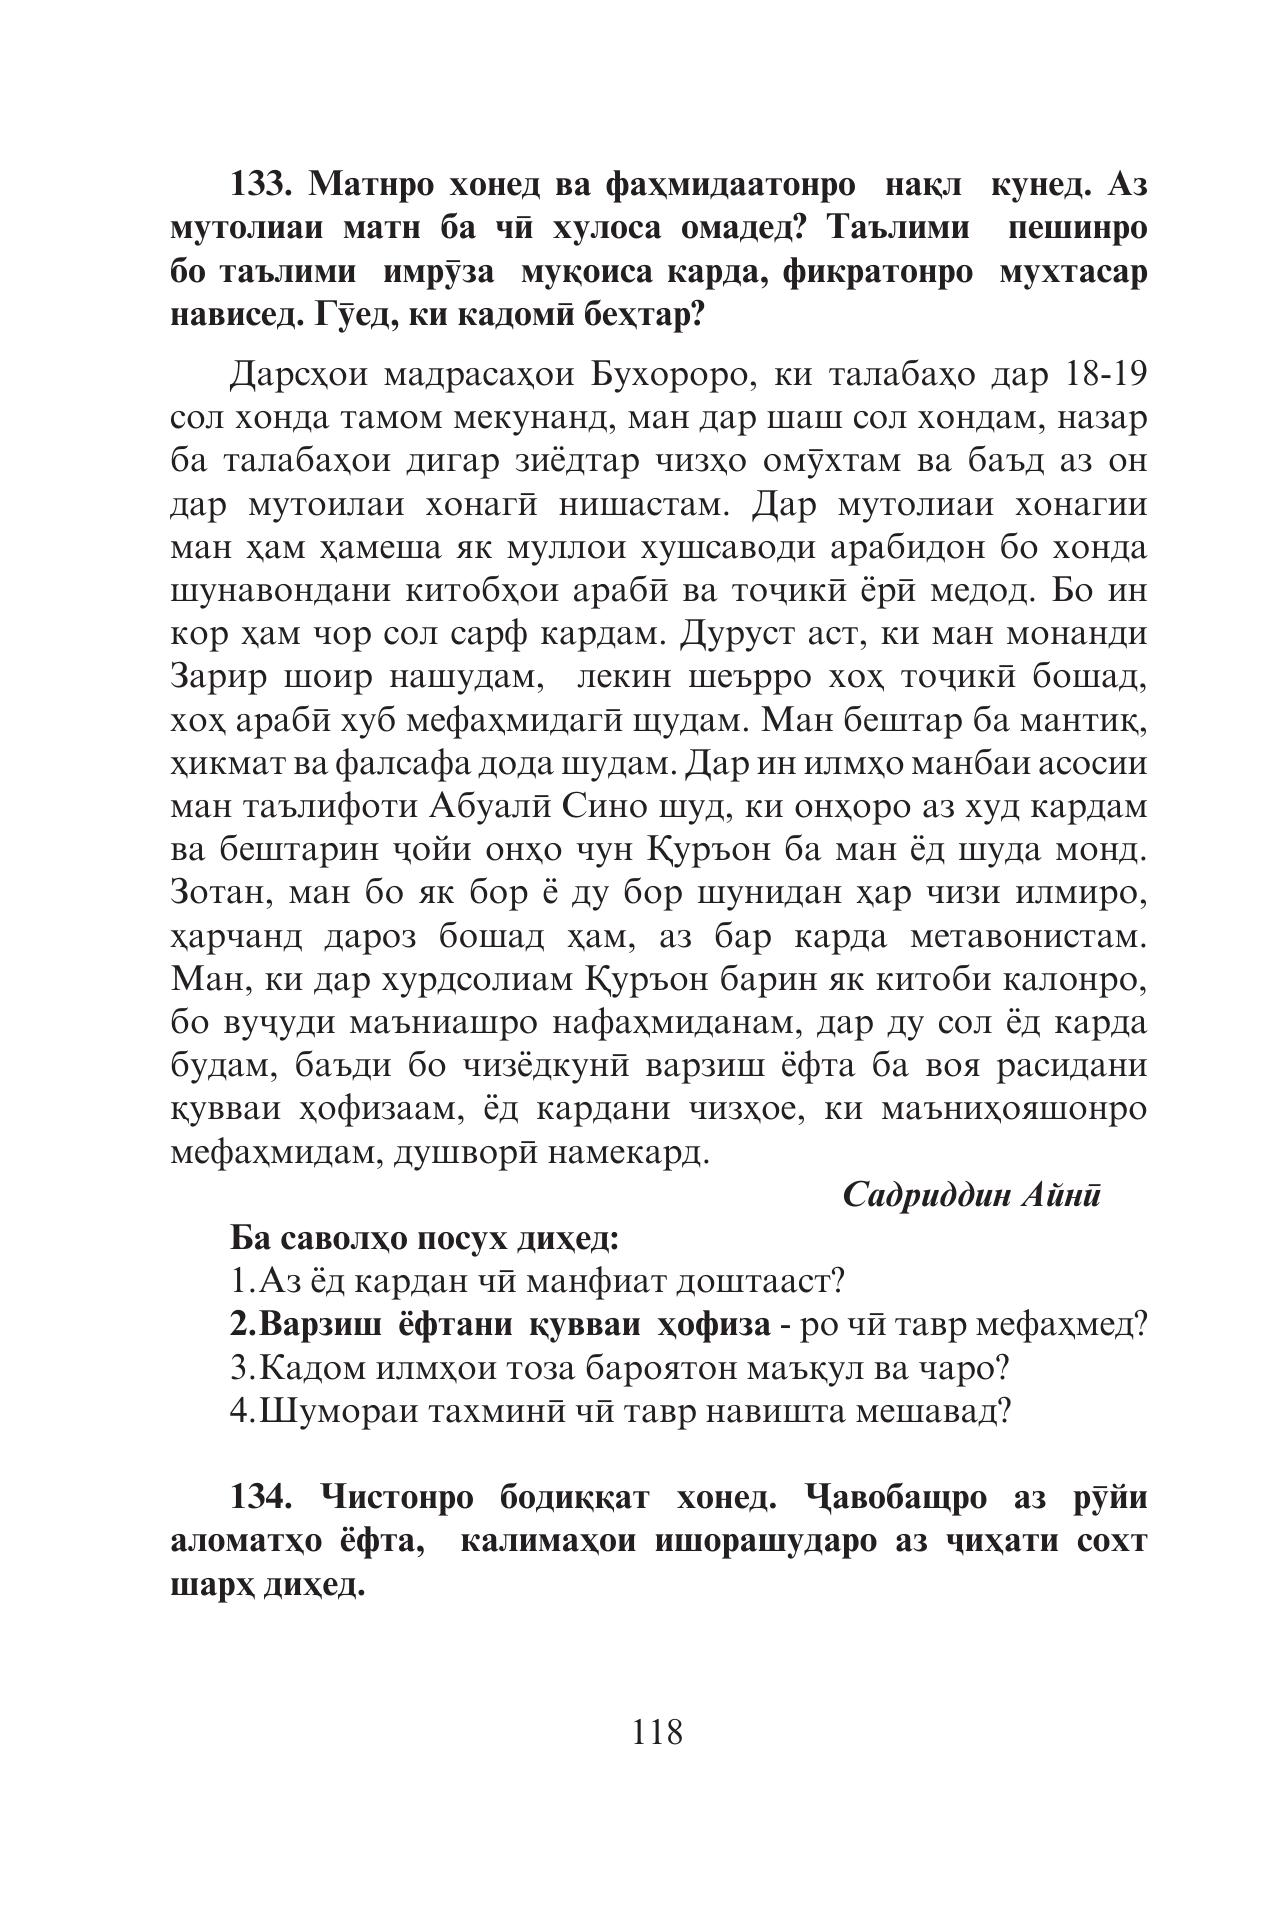 133. Матнро хонед ва фаҳмидаатонро нақл кунед. Аз
мутолиаи матн ба чӣ хулоса омадед? Таълими пешинро
бо таълими имрӯза муқоиса карда, фикратонро мухтасар
нависед. Гӯед, ки кадомӣ беҳтар?
Дарсҳои мадрасаҳои Бухороро, ки талабаҳо дар 18-19
сол хонда тамом мекунанд, ман дар шаш сол хондам, назар
ба талабаҳои дигар зиёдтар чизҳо омӯхтам ва баъд аз он
дар мутоилаи хонагӣ нишастам. Дар мутолиаи хонагии
ман ҳам ҳамеша як муллои хушсаводи арабидон бо хонда
шунавондани китобҳои арабӣ ва тоҷикӣ ёрӣ медод. Бо ин
кор ҳам чор сол сарф кардам. Дуруст аст, ки ман монанди
Зарир шоир нашудам, лекин шеърро хоҳ тоҷикӣ бошад,
хоҳ арабӣ хуб мефаҳмидагӣ щудам. Ман бештар ба мантиқ,
ҳикмат ва фалсафа дода шудам. Дар ин илмҳо манбаи асосии
ман таълифоти Абуалӣ Сино шуд, ки онҳоро аз худ кардам
ва бештарин ҷойи онҳо чун Қуръон ба ман ёд шуда монд.
Зотан, ман бо як бор ё ду бор шунидан ҳар чизи илмиро,
ҳарчанд дароз бошад ҳам, аз бар карда метавонистам.
Ман, ки дар хурдсолиам Қуръон барин як китоби калонро,
бо вуҷуди маъниашро нафаҳмиданам, дар ду сол ёд карда
будам, баъди бо чизёдкунӣ варзиш ёфта ба воя расидани
қувваи ҳофизаам, ёд кардани чизҳое, ки маъниҳояшонро
мефаҳмидам, душворӣ намекард.
Садриддин Айнӣ
Ба саволҳо посух диҳед:
1.Аз ёд кардан чӣ манфиат доштааст?
2.Варзиш ёфтани қувваи ҳофиза - ро чӣ тавр мефаҳмед?
3.Кадом илмҳои тоза бароятон маъқул ва чаро?
4.Шумораи тахминӣ чӣ тавр навишта мешавад?
134. Чистонро бодиққат хонед. Ҷавобащро аз рӯйи
аломатҳо ёфта, калимаҳои ишорашударо аз ҷиҳати сохт
шарҳ диҳед.
118